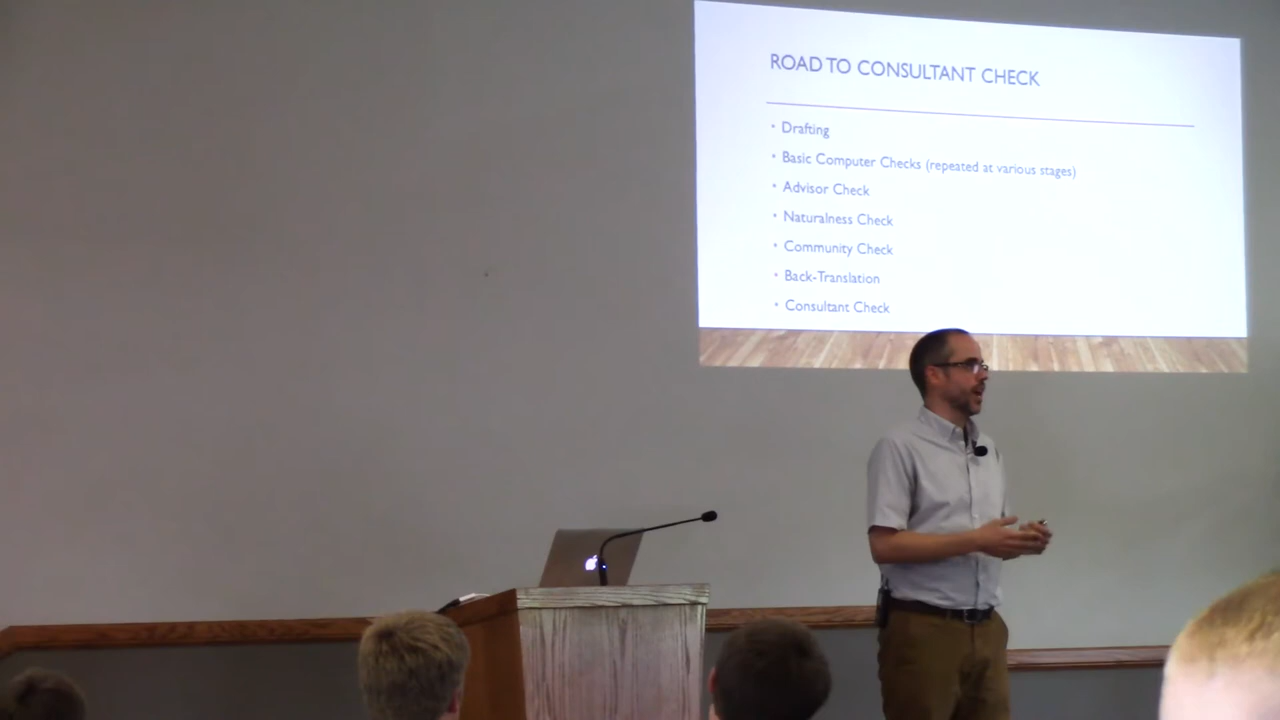 ROAD TO CONSULTANT CHECK
• Drafting
• Basic Computer Checks (repeated at various stages)
• Advisor Check
• Naturalness Check
• Community Check
• Back-Translation
• Consultant Check